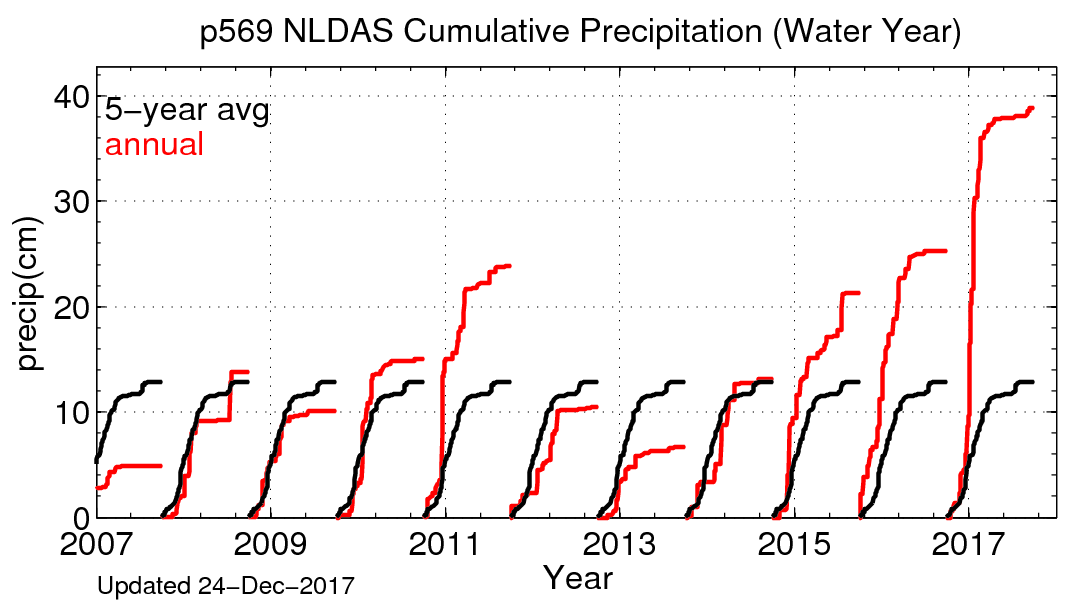 p569 NLDAS Cumulative Precipitation (Water Year)
5−year avg
annual
precip(cm)
40
30
20
10
0
2007 2009 2011 2013 2015 2017
Year
Updated 24−Dec−2017